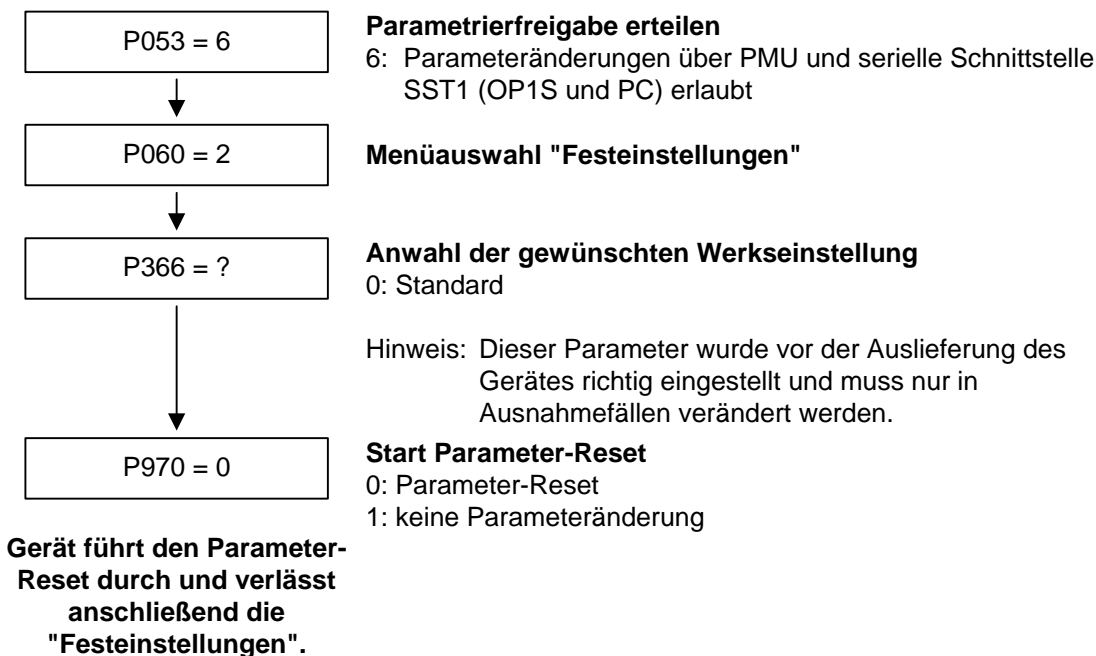 P053 = 6
Parametrierfreigabe erteilen
6: Parameteränderungen über PMU und serielle Schnittstelle
SST1 (OP1S und PC) erlaubt
P060 = 2
Menüauswahl "Festeinstellungen"
P366 = ?
Anwahl der gewünschten Werkseinstellung
0: Standard
Hinweis: Dieser Parameter wurde vor der Auslieferung des
Gerätes richtig eingestellt und muss nur in
Ausnahmefällen verändert werden.
P970 = 0
Start Parameter-Reset
0: Parameter-Reset
1: keine Parameteränderung
Gerät führt den Parameter-
Reset durch und verlässt
anschließend die
"Festeinstellungen".